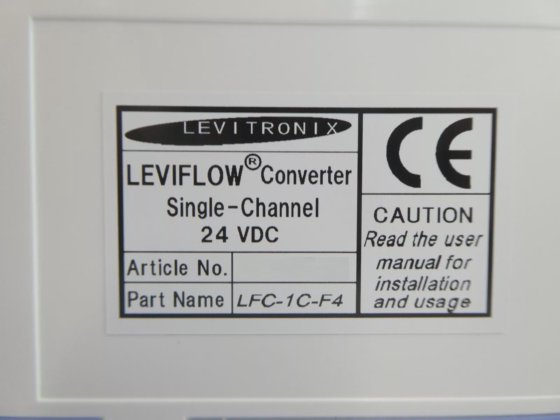 LEVITRONIX
LEVIFLOW® Converter
Single-Channel
24 VDC
Article No.
Part Name LFC-1C-F4
CE
CAUTION
Read the user
manual for
installation
and usage